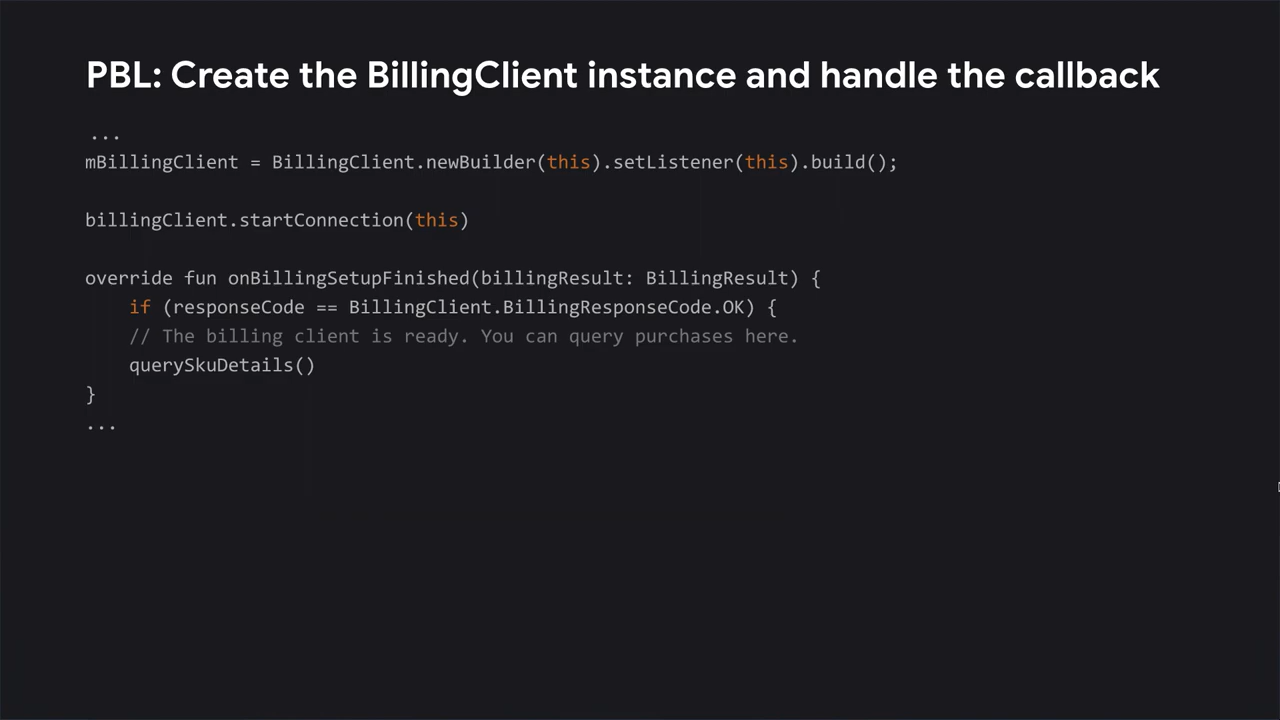 PBL: Create the BillingClient instance and handle the callback
...
mBillingClient = BillingClient.newBuilder(this).setListener(this).build();
billingClient.startConnection(this)
override fun onBillingSetupFinished(billingResult: BillingResult) {
if (responseCode == BillingClient.BillingResponseCode.OK) {
// The billing client is ready. You can query purchases here.
querySkuDetails()
}
...